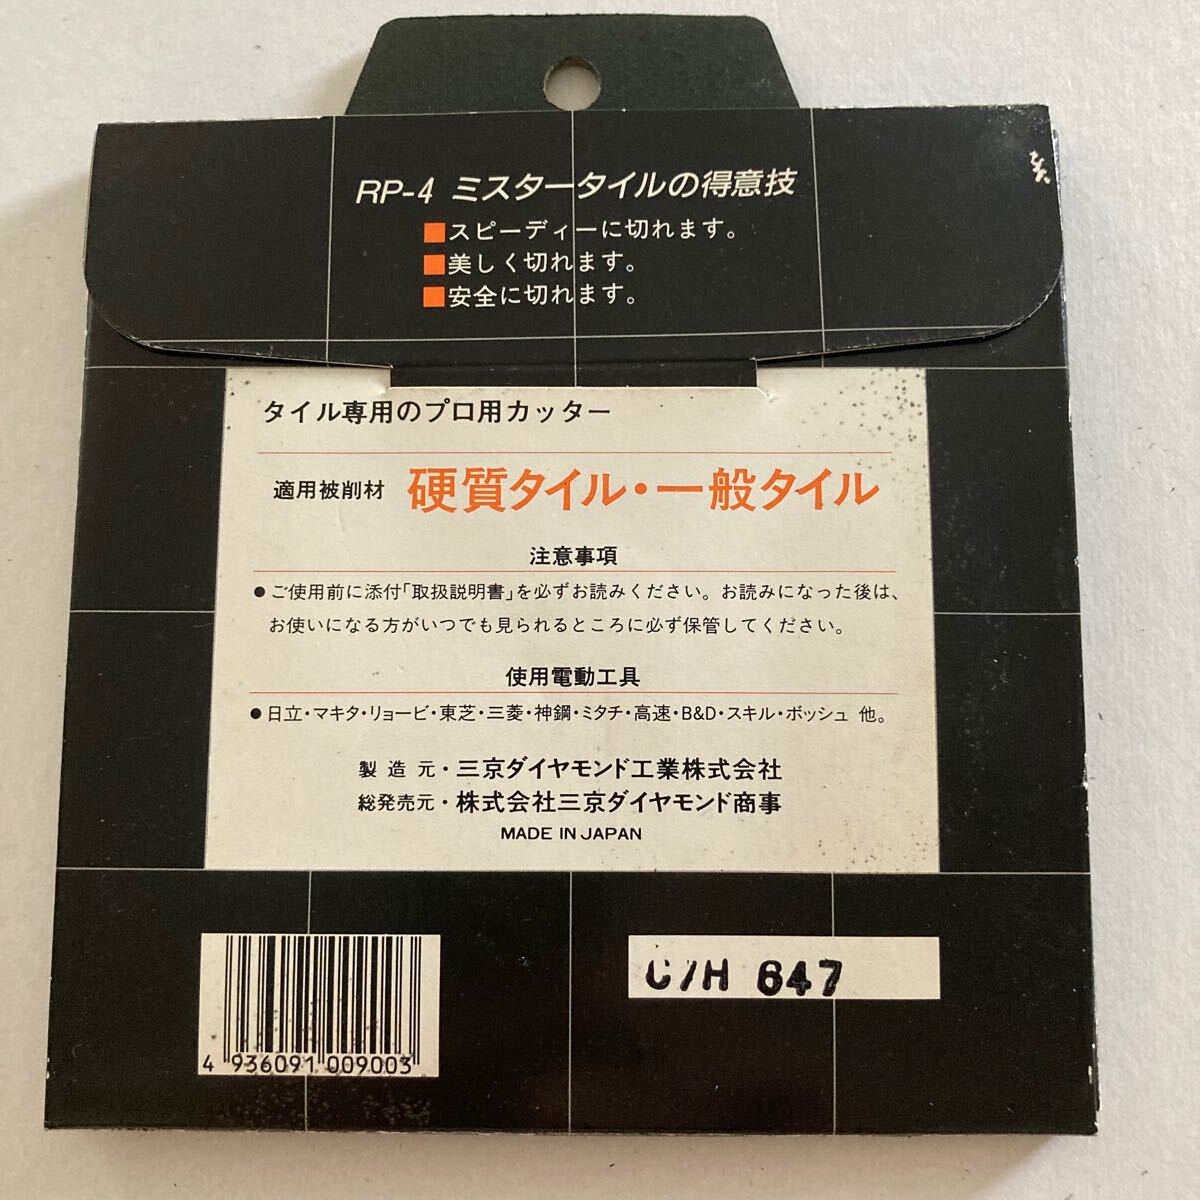 RP-4 ミスタータイルの得意技
■スピーディーに切れます。
■美しく切れます。
■安全に切れます。
タイル専用のプロ用カッター
適用被削材 硬質タイル・一般タイル
注意事項
●ご使用前に添付「取扱説明書」を必ずお読みください。お読みになった後は、
お使いになる方がいつでも見られるところに必ず保管してください。
使用電動工具
●日立・マキタ・リョービ・東芝・三菱・神鋼・ミタチ・高速・B&D・スキル・ボッシュ 他。
製造元・三京ダイヤモンド工業株式会社
総発売元・株式会社三京ダイヤモンド商事
MADE IN JAPAN
C/H 647
4 936091 009003